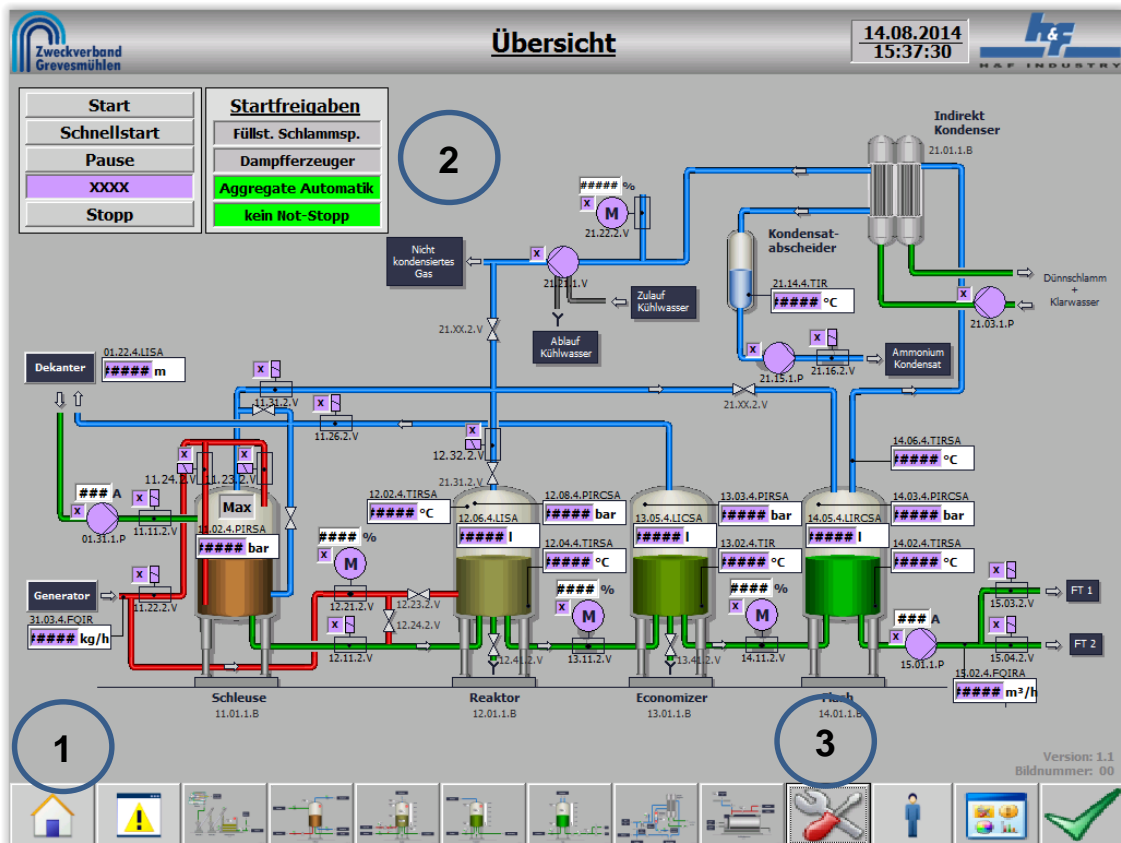 Zweckverband
Grevesmühlen
Übersicht
14.08.2014
15:37:30
h&f
H&F INDUSTRY
Start
Schnellstart
Pause
XXXX
Stopp
Startfreigaben
Füllst. Schlammsp.
Dampfferzeuger
Aggregate Automatik
kein Not-Stopp
2
Indirekt
Kondenser
21.01.1.B
##### %
X
M
21.22.2.V
Nicht
kondensiertes
Gas
X
21.21.1.V
Zulauf
Kühlwasser
Ablauf
Kühlwasser
Kondensat-
abscheider
21.14.4.TIR
##### °C
Dünnschlamm
+
Klarwasser
X
21.03.1.P
21.XX.2.V
X
21.15.1.P
X
21.16.2.V
Ammonium
Kondensat
Dekanter
01.22.4.LISA
##### m
X
11.31.2.V
X
11.26.2.V
21.XX.2.V
X
11.24.2.V
X
11.23.2.V
X
12.32.2.V
21.31.2.V
14.06.4.TIRSA
##### °C
### A
X
01.31.1.P
X
11.11.2.V
Max
11.02.4.PIRSA
##### bar
12.02.4.TIRSA
##### °C
12.08.4.PIRCSA
##### bar
12.06.4.LISA
##### l
12.04.4.TIRSA
##### °C
13.03.4.PIRSA
##### bar
13.05.4.LICSA
##### l
13.02.4.TIR
##### °C
14.03.4.PIRCSA
##### bar
14.05.4.LIRCSA
##### l
14.02.4.TIRSA
##### °C
Generator
X
11.22.2.V
31.03.4.FQIR
##### kg/h
#### %
X
M
12.21.2.V
12.23.2.V
12.24.2.V
X
12.11.2.V
12.41.2.V
#### %
X
M
13.11.2.V
13.41.2.V
#### %
X
M
14.11.2.V
### A
X
15.01.1.P
X
15.03.2.V
FT 1
X
15.04.2.V
FT 2
15.02.4.FQIRA
##### m³/h
Schleuse
11.01.1.B
Reaktor
12.01.1.B
Economizer
13.01.1.B
Flash
14.01.1.B
1
3
Version: 1.1
Bildnummer: 00